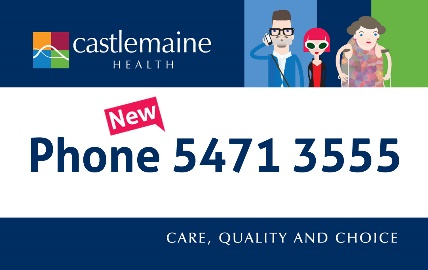 castlemaine
HEALTH
New
Phone 5471 3555
CARE, QUALITY AND CHOICE